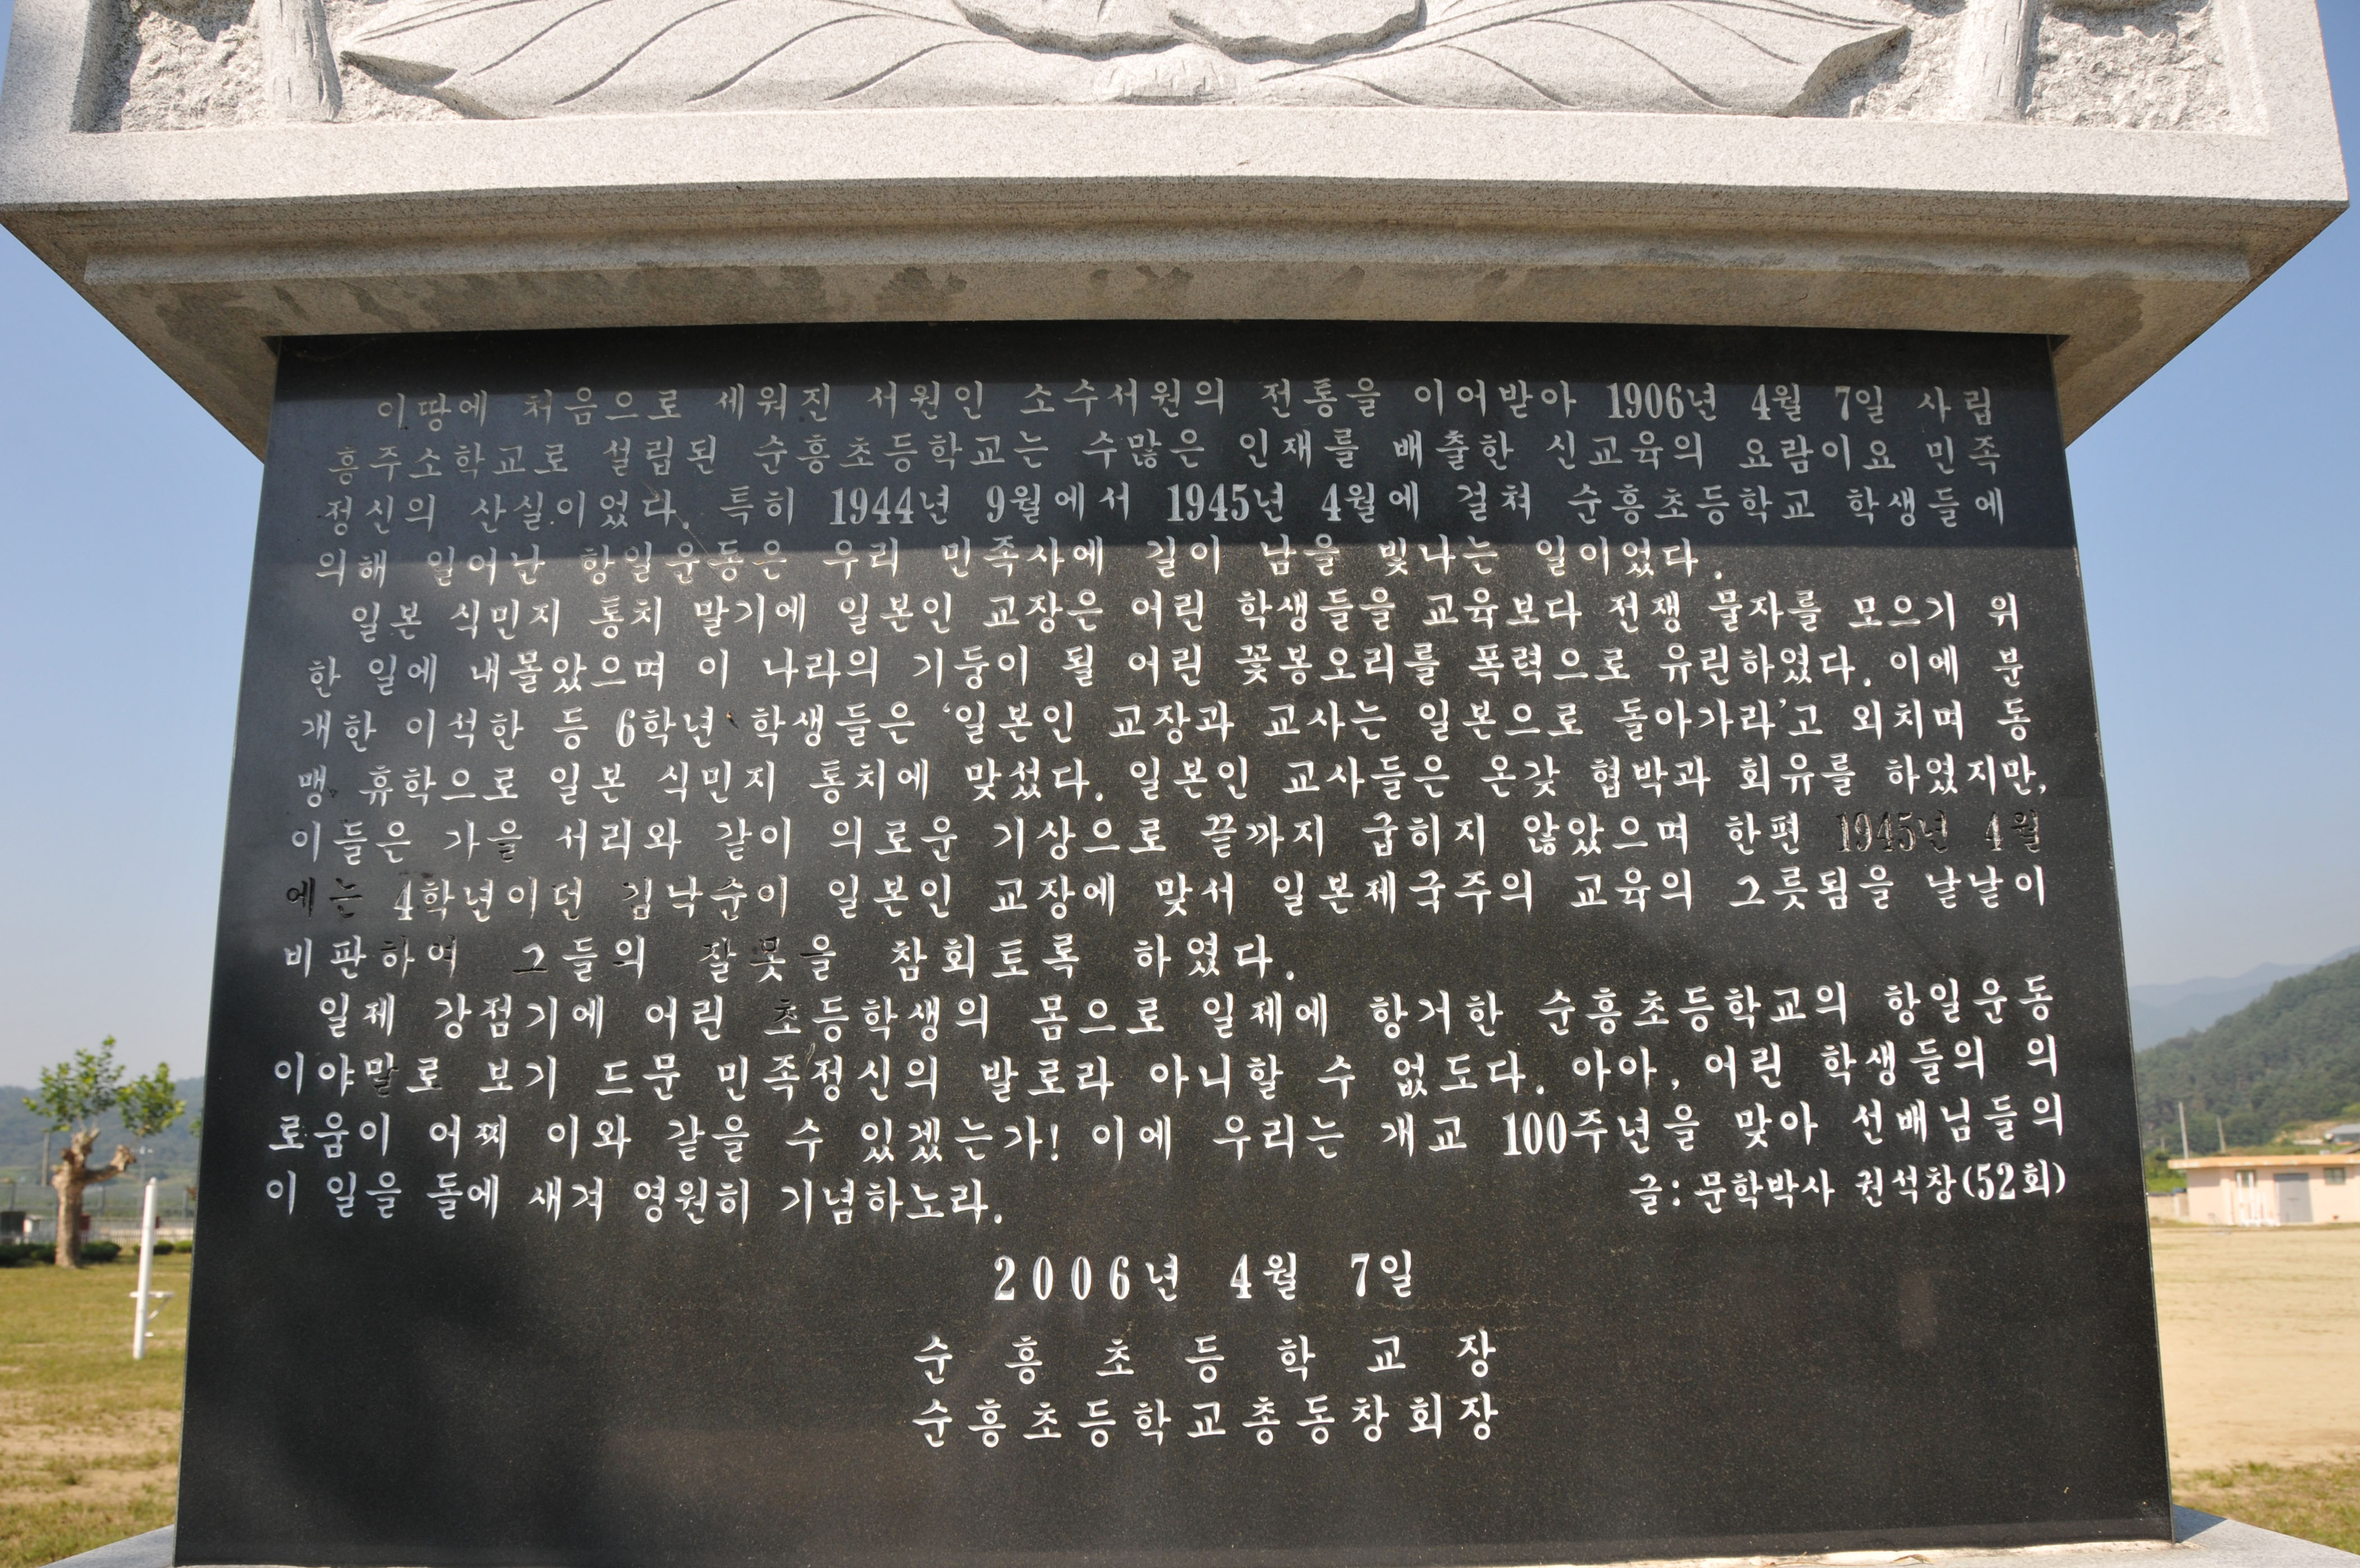 이땅에 처음으로 세워진 서원인 소수서원의 전통을 이어받아 1906년 4월 7일 사립
흥주소학교로 설립된 순흥초등학교는 수많은 인재를 배출한 신교육의 요람이요 민족
정신의 산실이었다. 특히 1944년 9월에서 1945년 4월에 걸쳐 순흥초등학교 학생들에
의해 일어난 항일운동은 우리 민족사에 길이 남을 빛나는 일이었다.
일본 식민지 통치 말기에 일본인 교장은 어린 학생들을 교육보다 전쟁 물자를 모으기 위
한 일에 내몰았으며 이 나라의 기둥이 될 어린 꽃봉오리를 폭력으로 유린하였다. 이에 분
개한 이석한 등 6학년 학생들은 ‘일본인 교장과 교사는 일본으로 돌아가라’고 외치며 동
맹 휴학으로 일본 식민지 통치에 맞섰다. 일본인 교사들은 온갖 협박과 회유를 하였지만,
이들은 가을 서리와 같이 의로운 기상으로 끝까지 굽히지 않았으며 한편 1945년 4월
에는 4학년이던 김낙순이 일본인 교장에 맞서 일본제국주의 교육의 그릇됨을 낱낱이
비판하여 그들의 잘못을 참회토록 하였다.
일제 강점기에 어린 초등학생의 몸으로 일제에 항거한 순흥초등학교의 항일운동
이야말로 보기 드문 민족정신의 발로라 아니할 수 없도다. 아아, 어린 학생들의 의
로움이 어찌 이와 같을 수 있겠는가! 이에 우리는 개교 100주년을 맞아 선배님들의
이 일을 돌에 새겨 영원히 기념하노라.
글: 문학박사 권석창(52회)
2006년 4월 7일
순흥초등학교장
순흥초등학교총동창회장